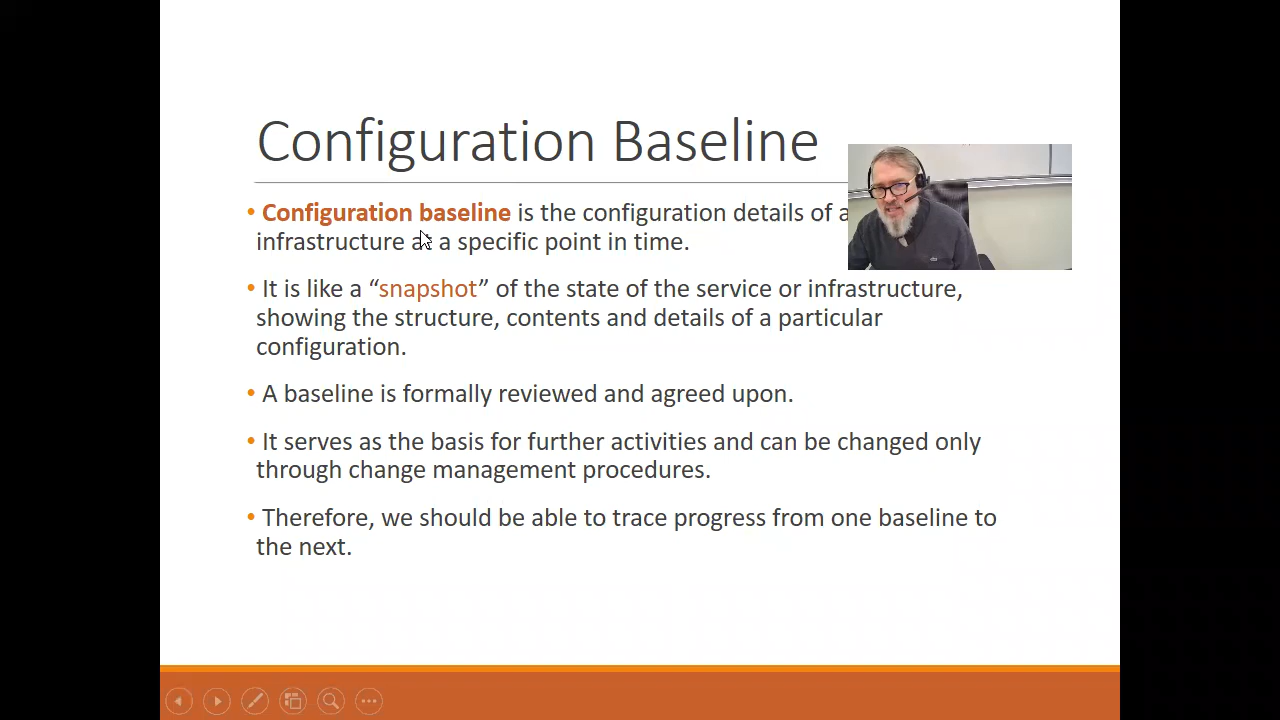 Configuration Baseline
• Configuration baseline is the configuration details of a
infrastructure a a specific point in time.
• It is like a “snapshot” of the state of the service or infrastructure,
showing the structure, contents and details of a particular
configuration.
• A baseline is formally reviewed and agreed upon.
• It serves as the basis for further activities and can be changed only
through change management procedures.
• Therefore, we should be able to trace progress from one baseline to
the next.